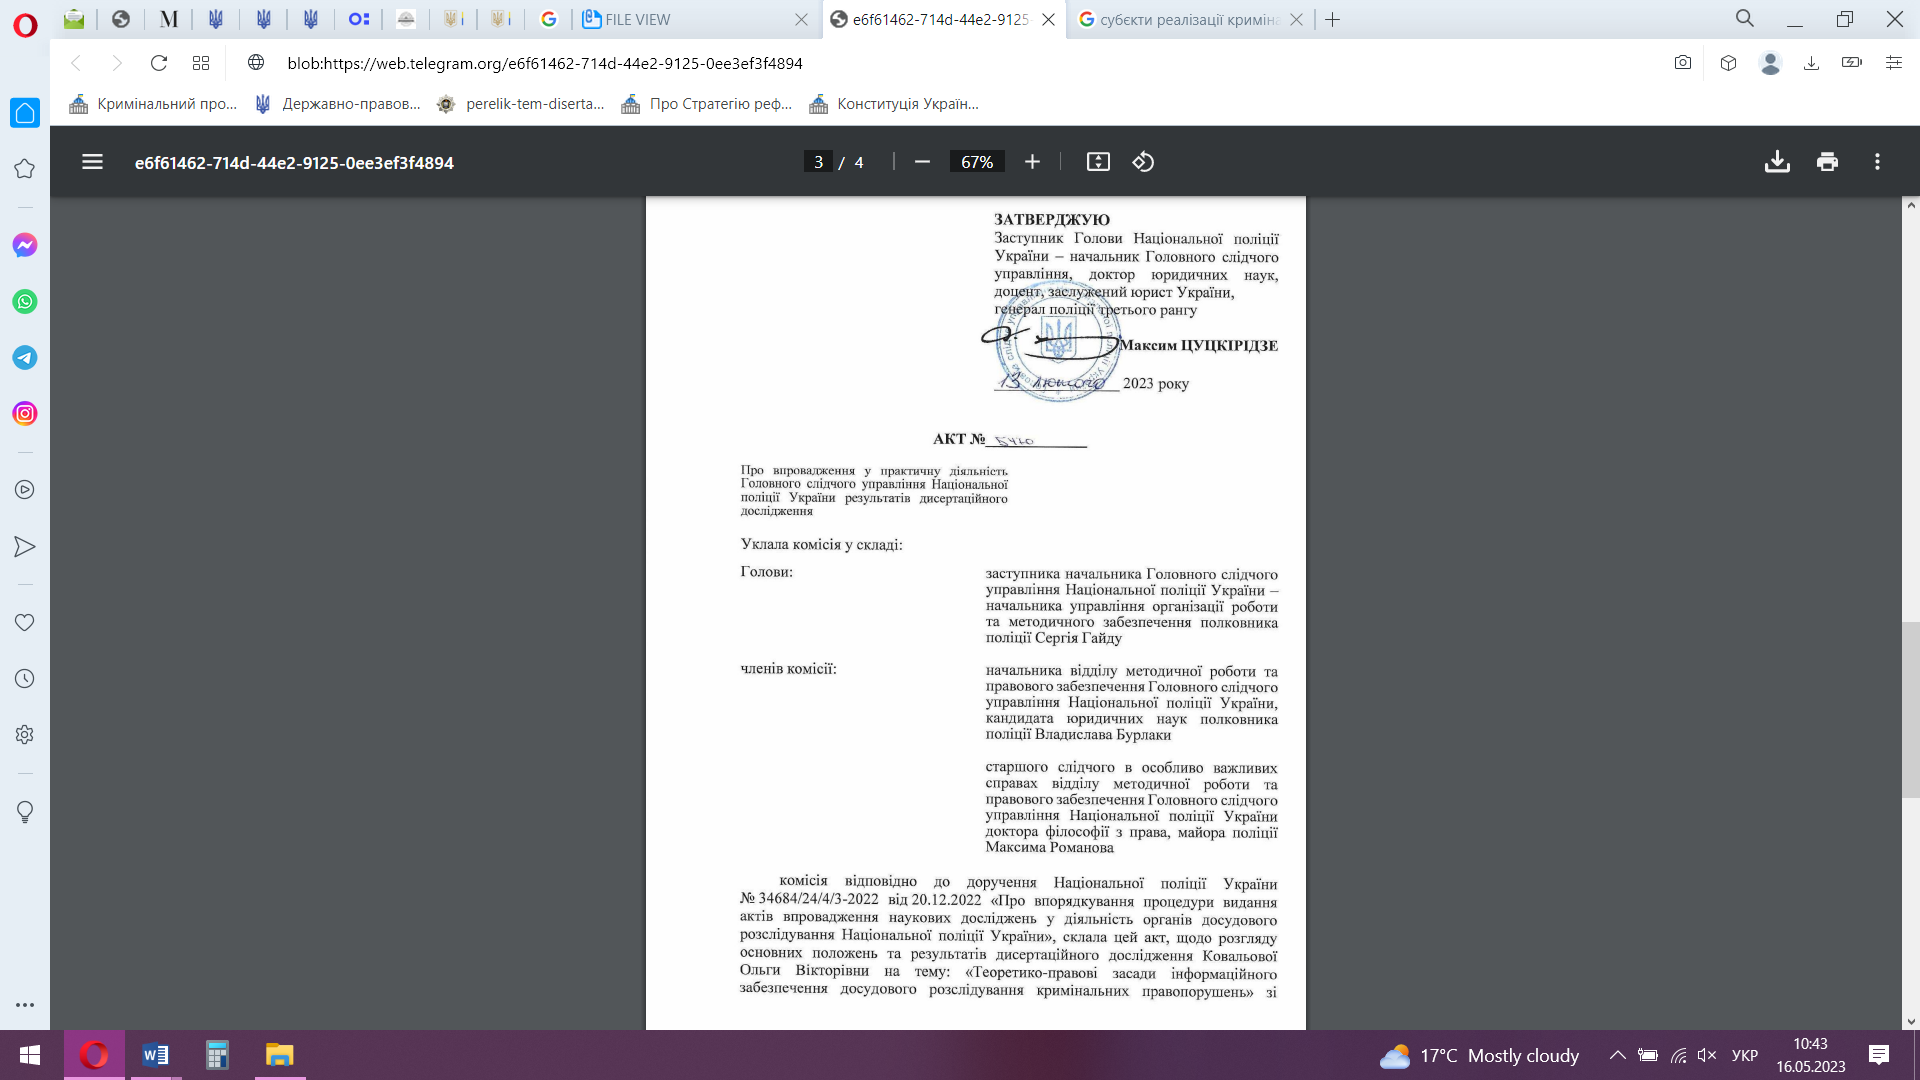 FILE VIEW
e6f61462-714d-44e2-9125
субєкти реалізації криміна
blob:https://web.telegram.org/e6f61462-714d-44e2-9125-0ee3ef3f4894
Кримінальний про...
Державно-правов...
perelik-tem-diserta...
Про Стратегію реф...
Конституція Україн...
e6f61462-714d-44e2-9125-0ee3ef3f4894
3 / 4
67%
ЗАТВЕРДЖУЮ
Заступник Голови Національної поліції
України – начальник Головного слідчого
управління, доктор юридичних наук,
доцент, заслужений юрист України,
генерал поліції третього рангу
Максим ЦУЦКІРІДЗЕ
13 лютого 2023 року
АКТ №
Про впровадження у практичну діяльність
Головного слідчого управління Національної
поліції України результатів дисертаційного
дослідження
Уклала комісія у складі:
Голови:
заступника начальника Головного слідчого
управління Національної поліції України –
начальника управління організації роботи
та методичного забезпечення полковника
поліції Сергія Гайду
членів комісії:
начальника відділу методичної роботи та
правового забезпечення Головного слідчого
управління Національної поліції України,
кандидата юридичних наук полковника
поліції Владислава Бурлаки
старшого слідчого в особливо важливих
справах відділу методичної роботи та
правового забезпечення Головного слідчого
управління Національної поліції України
доктора філософії з права, майора поліції
Максима Романова
комісія відповідно до доручення Національної поліції України
№ 34684/24/4/3-2022 від 20.12.2022 «Про впорядкування процедури видання
актів впровадження наукових досліджень у діяльність органів досудового
розслідування Національної поліції України», склала цей акт, щодо розгляду
основних положень та результатів дисертаційного дослідження Ковальової
Ольги Вікторівни на тему: «Теоретико-правові засади інформаційного
забезпечення досудового розслідування кримінальних правопорушень» зі
17°C Mostly cloudy
УКР
10:43
16.05.2023